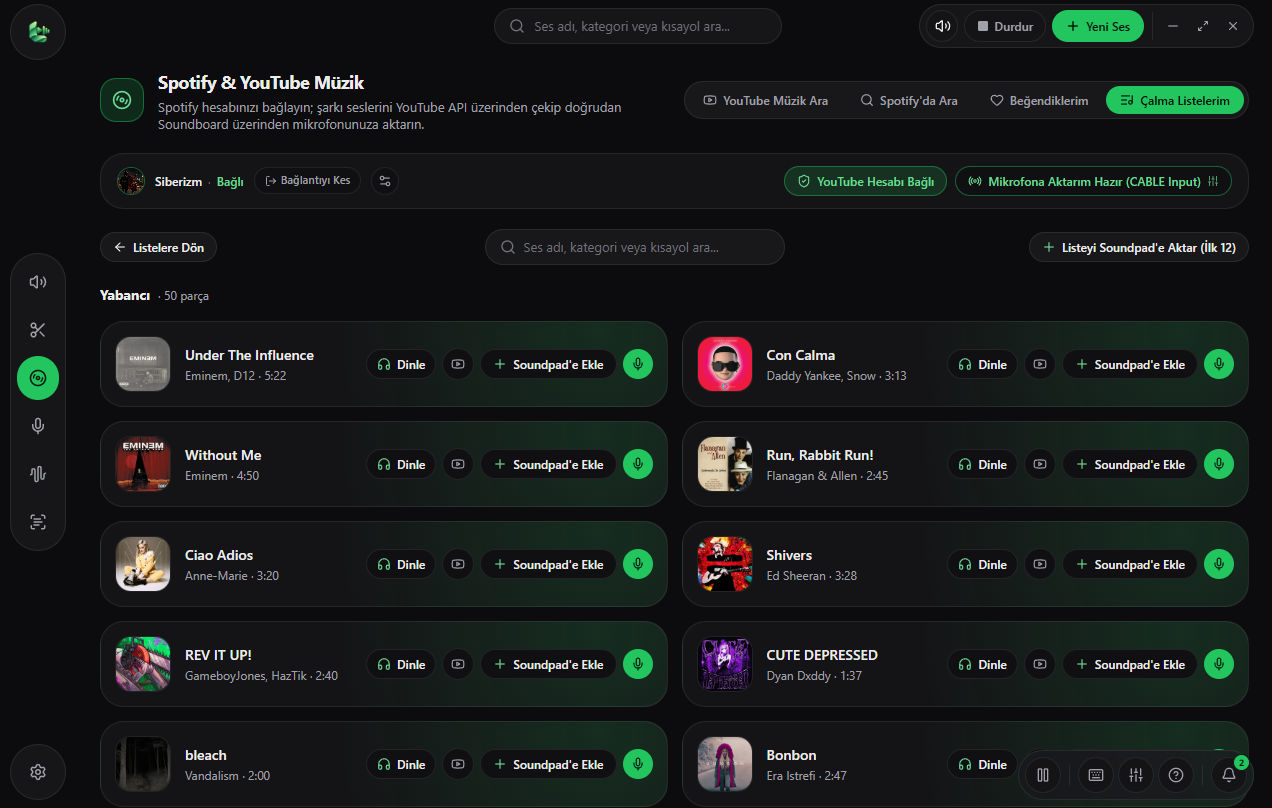 Ses adı, kategori veya kısayol ara...
Durdur
Yeni Ses
Spotify & YouTube Müzik
Spotify hesabınızı bağlayın; şarkı seslerini YouTube API üzerinden çekip doğrudan
Soundboard üzerinden mikrofonunuza aktarın.
YouTube Müzik Ara
Spotify'da Ara
Beğendiklerim
Çalma Listelerim
Siberizm · Bağlı
Bağlantıyı Kes
YouTube Hesabı Bağlı
Mikrofona Aktarım Hazır (CABLE Input)
Listelere Dön
Ses adı, kategori veya kısayol ara...
Listeyi Soundpad'e Aktar (İlk 12)
Yabancı · 50 parça
EMINEM
Under The Influence
Eminem, D12 · 5:22
Dinle
Soundpad'e Ekle
Con Calma
Daddy Yankee, Snow · 3:13
Dinle
Soundpad'e Ekle
EMINEM
Without Me
Eminem · 4:50
Dinle
Soundpad'e Ekle
Flanagan
Allen
Run, Rabbit Run!
Flanagan & Allen · 2:45
Dinle
Soundpad'e Ekle
Ciao Adios
Anne-Marie · 3:20
Dinle
Soundpad'e Ekle
Shivers
Ed Sheeran · 3:28
Dinle
Soundpad'e Ekle
REV IT UP!
GameboyJones, HazTik · 2:40
Dinle
Soundpad'e Ekle
CUTE DEPRESSED
Dyan Dxddy · 1:37
Dinle
Soundpad'e Ekle
bleach
Vandalism · 2:00
Dinle
Soundpad'e Ekle
Bonbon
Era Istrefi · 2:47
Dinle
2